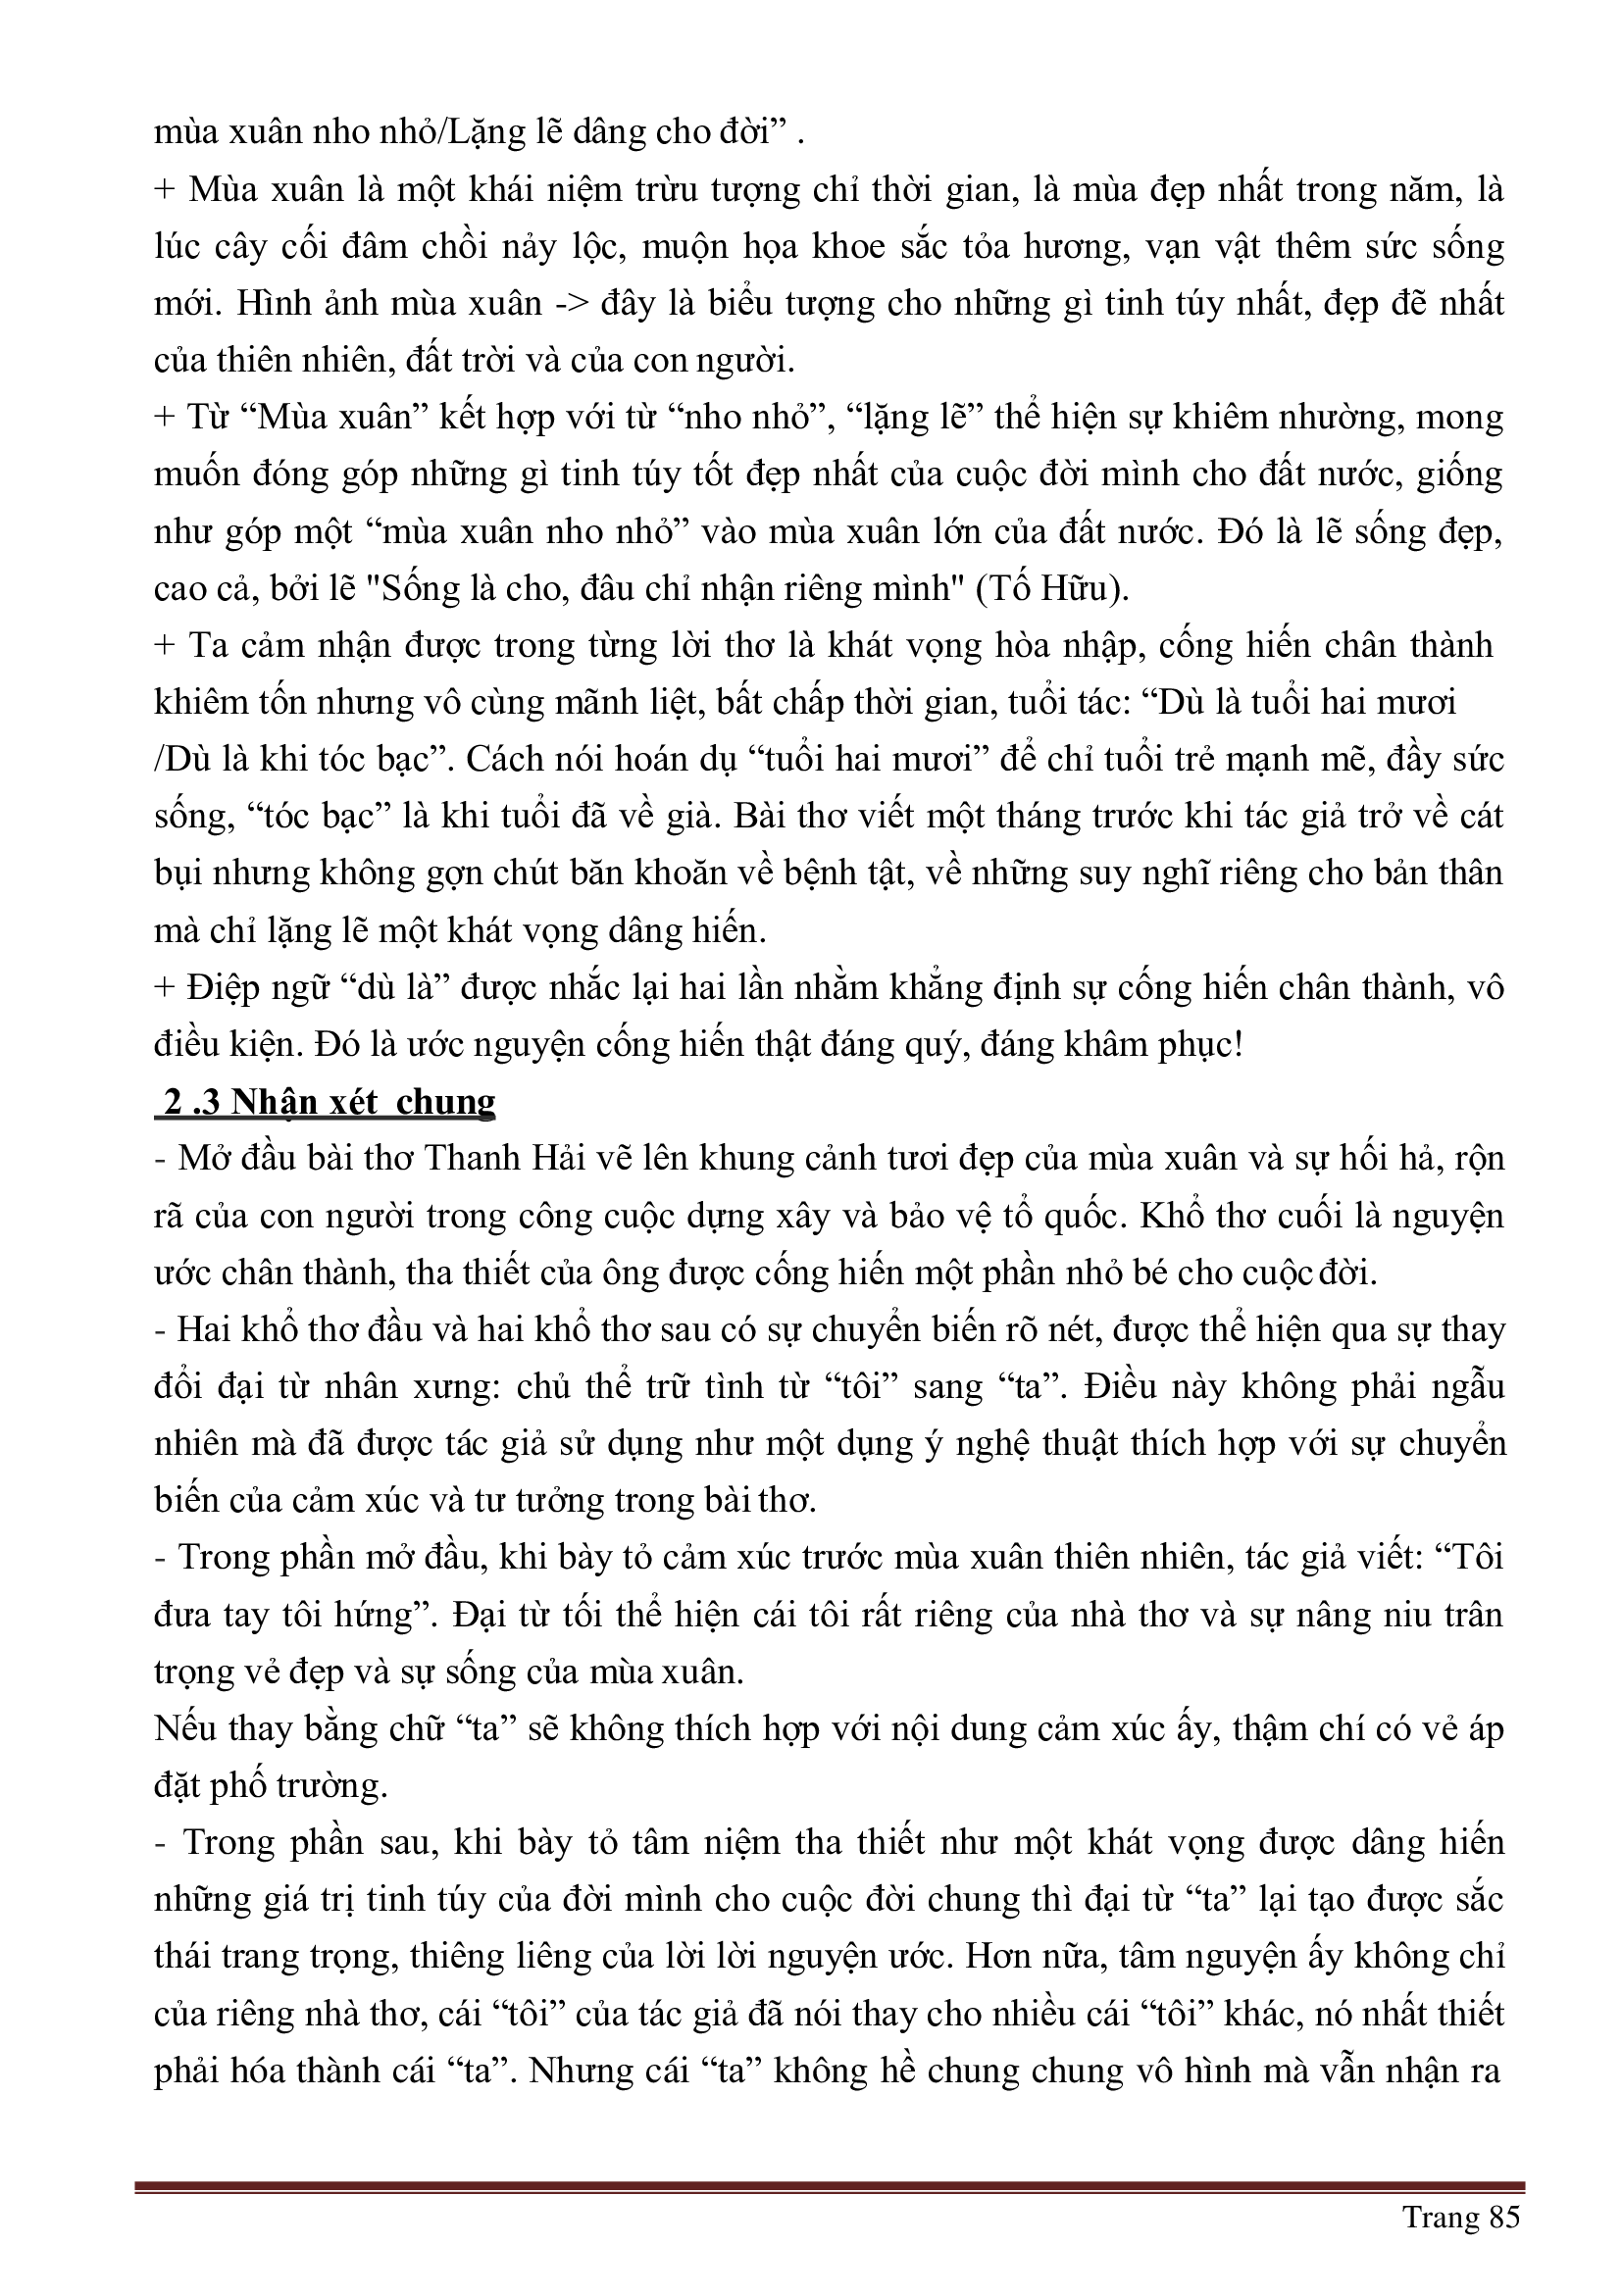 mùa xuân nho nhỏ/Lặng lẽ dâng cho đời” .
+ Mùa xuân là một khái niệm trừu tượng chỉ thời gian, là mùa đẹp nhất trong năm, là
lúc cây cối đâm chồi nảy lộc, muộn họa khoe sắc tỏa hương, vạn vật thêm sức sống
mới. Hình ảnh mùa xuân -> đây là biểu tượng cho những gì tinh túy nhất, đẹp đẽ nhất
của thiên nhiên, đất trời và của con người.
+ Từ “Mùa xuân” kết hợp với từ “nho nhỏ”, “lặng lẽ” thể hiện sự khiêm nhường, mong
muốn đóng góp những gì tinh túy tốt đẹp nhất của cuộc đời mình cho đất nước, giống
như góp một “mùa xuân nho nhỏ” vào mùa xuân lớn của đất nước. Đó là lẽ sống đẹp,
cao cả, bởi lẽ "Sống là cho, đâu chỉ nhận riêng mình" (Tố Hữu).
+ Ta cảm nhận được trong từng lời thơ là khát vọng hòa nhập, cống hiến chân thành
khiêm tốn nhưng vô cùng mãnh liệt, bất chấp thời gian, tuổi tác: “Dù là tuổi hai mươi
/Dù là khi tóc bạc”. Cách nói hoán dụ “tuổi hai mươi” để chỉ tuổi trẻ mạnh mẽ, đầy sức
sống, “tóc bạc” là khi tuổi đã về già. Bài thơ viết một tháng trước khi tác giả trở về cát
bụi nhưng không gợn chút băn khoăn về bệnh tật, về những suy nghĩ riêng cho bản thân
mà chỉ lặng lẽ một khát vọng dâng hiến.
+ Điệp ngữ “dù là” được nhắc lại hai lần nhằm khẳng định sự cống hiến chân thành, vô
điều kiện. Đó là ước nguyện cống hiến thật đáng quý, đáng khâm phục!
2 .3 Nhận xét chung
- Mở đầu bài thơ Thanh Hải vẽ lên khung cảnh tươi đẹp của mùa xuân và sự hối hả, rộn
rã của con người trong công cuộc dựng xây và bảo vệ tổ quốc. Khổ thơ cuối là nguyện
ước chân thành, tha thiết của ông được cống hiến một phần nhỏ bé cho cuộc đời.
- Hai khổ thơ đầu và hai khổ thơ sau có sự chuyển biến rõ nét, được thể hiện qua sự thay
đổi đại từ nhân xưng: chủ thể trữ tình từ “tôi” sang “ta”. Điều này không phải ngẫu
nhiên mà đã được tác giả sử dụng như một dụng ý nghệ thuật thích hợp với sự chuyển
biến của cảm xúc và tư tưởng trong bài thơ.
- Trong phần mở đầu, khi bày tỏ cảm xúc trước mùa xuân thiên nhiên, tác giả viết: “Tôi
đưa tay tôi hứng”. Đại từ tối thể hiện cái tôi rất riêng của nhà thơ và sự nâng niu trân
trọng vẻ đẹp và sự sống của mùa xuân.
Nếu thay bằng chữ “ta” sẽ không thích hợp với nội dung cảm xúc ấy, thậm chí có vẻ áp
đặt phố trường.
- Trong phần sau, khi bày tỏ tâm niệm tha thiết như một khát vọng được dâng hiến
những giá trị tinh túy của đời mình cho cuộc đời chung thì đại từ “ta” lại tạo được sắc
thái trang trọng, thiêng liêng của lời lời nguyện ước. Hơn nữa, tâm nguyện ấy không chỉ
của riêng nhà thơ, cái “tôi” của tác giả đã nói thay cho nhiều cái “tôi” khác, nó nhất thiết
phải hóa thành cái “ta”. Nhưng cái “ta” không hề chung chung vô hình mà vẫn nhận ra
Trang 85